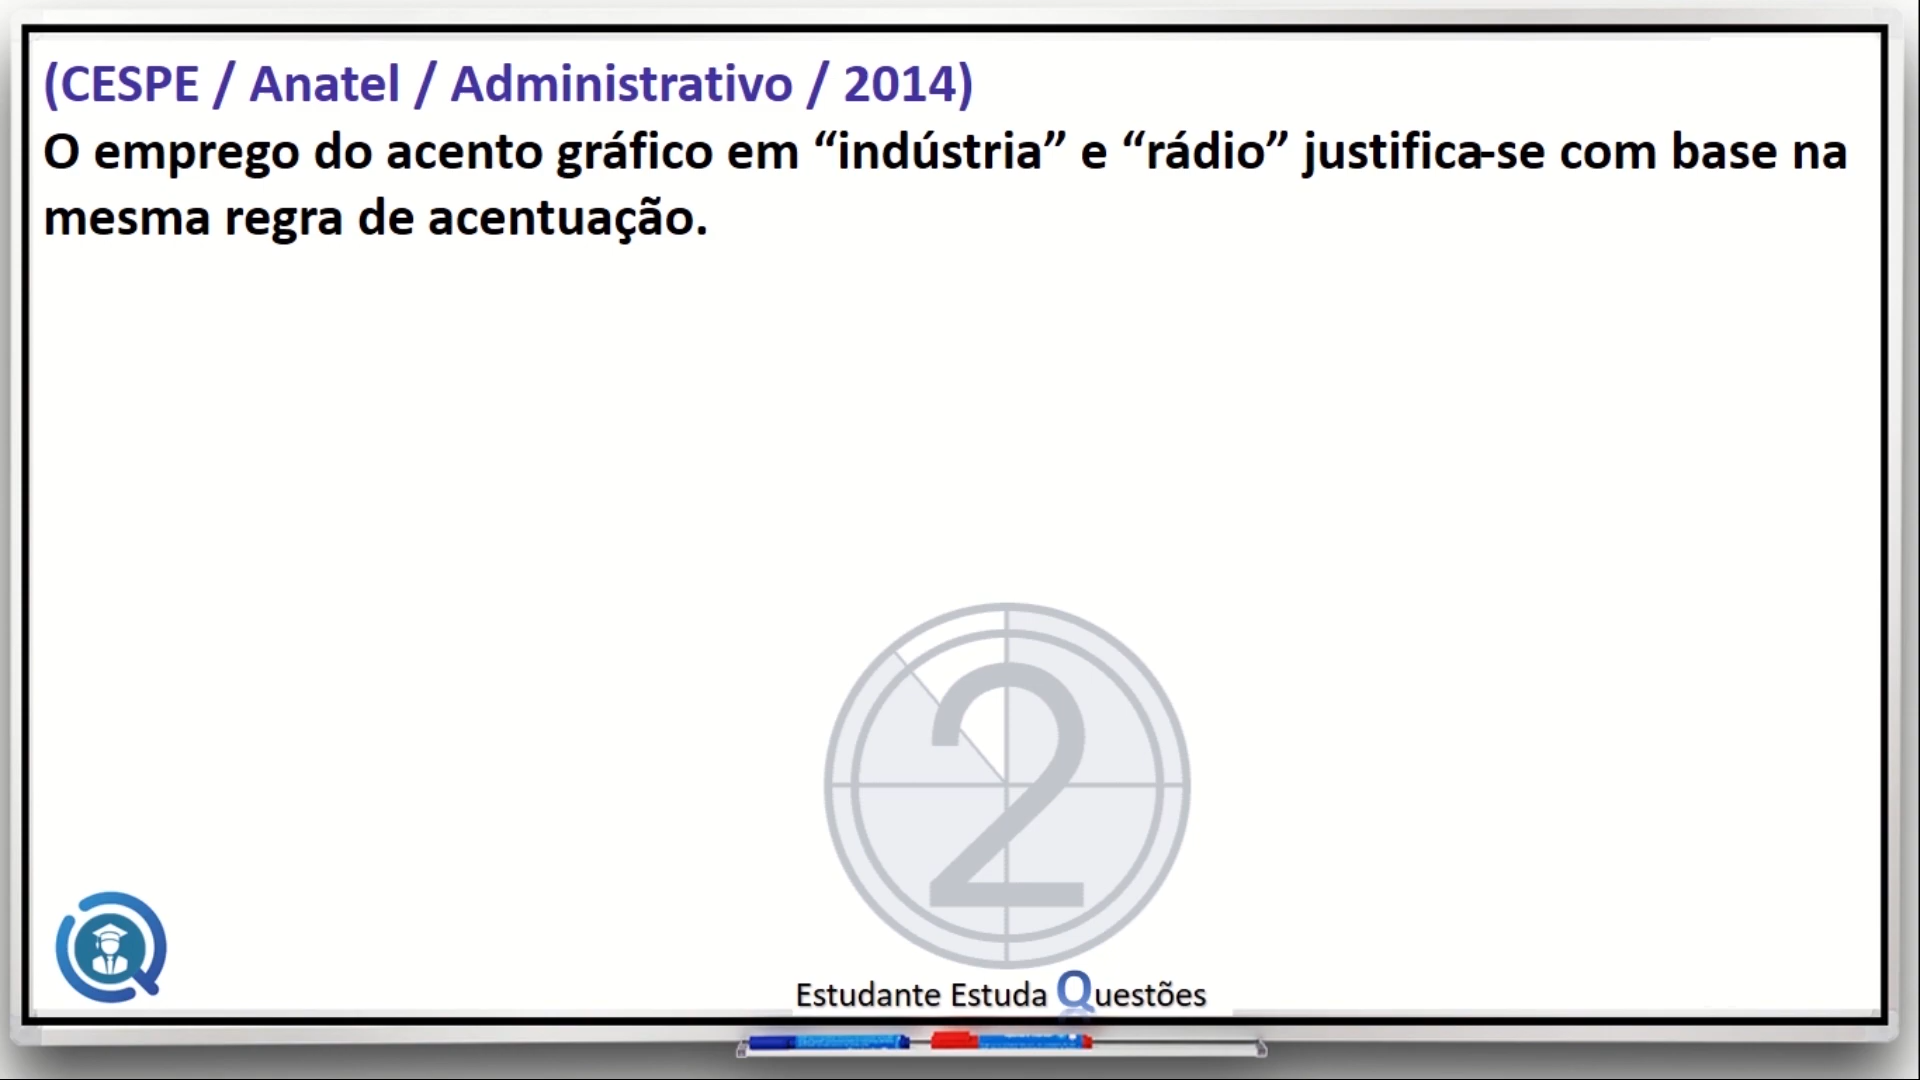 (CESPE / Anatel / Administrativo / 2014)
O emprego do acento gráfico em “indústria” e “rádio” justifica-se com base na
mesma regra de acentuação.
2
Estudante Estuda Questões